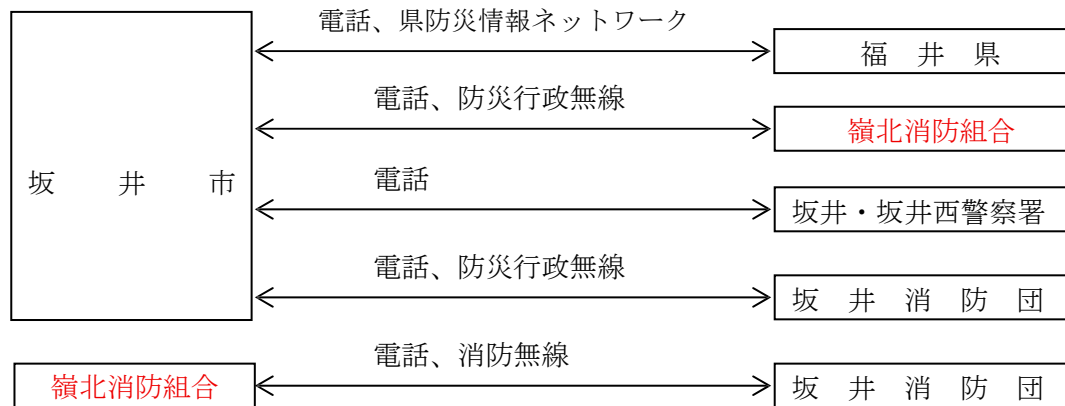 電話、県防災情報ネットワーク
福井県
電話、防災行政無線
嶺北消防組合
坂井市
電話
坂井・坂井西警察署
電話、防災行政無線
坂井消防団
電話、消防無線
嶺北消防組合
坂井消防団